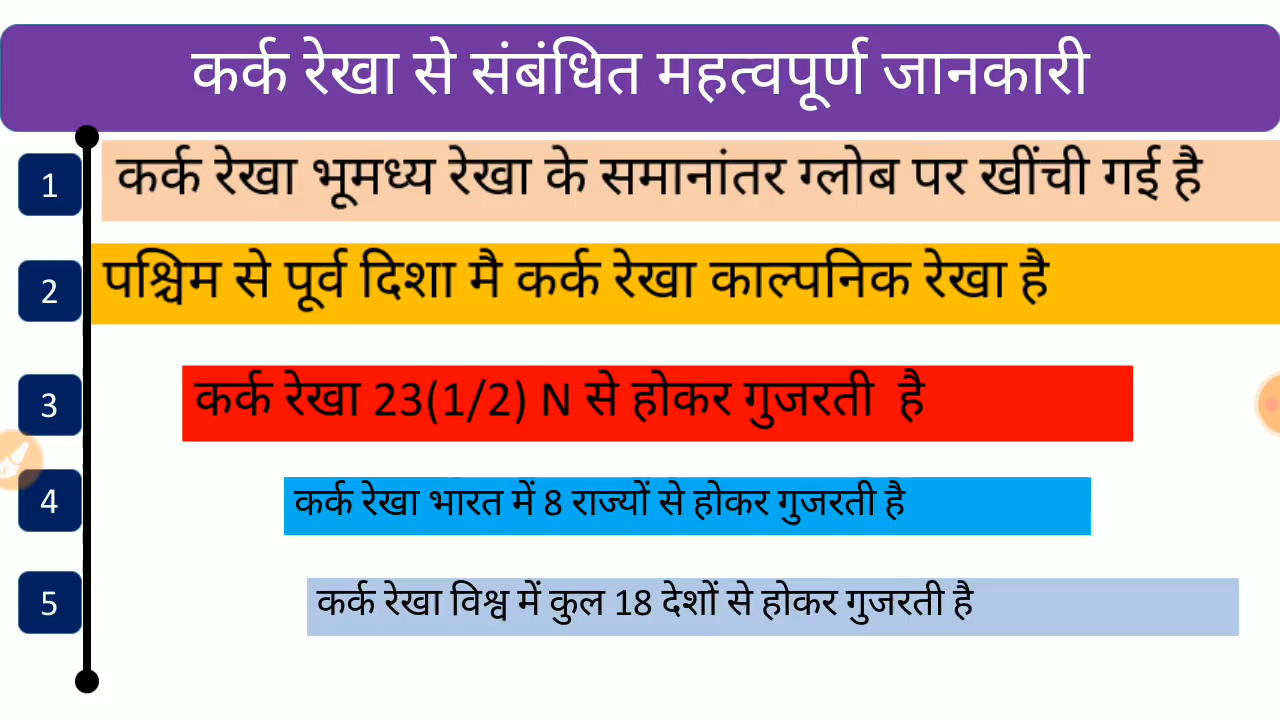 कर्क रेखा से संबंधित महत्वपूर्ण जानकारी
1 कर्क रेखा भूमध्य रेखा के समानांतर ग्लोब पर खींची गई है
2 पश्चिम से पूर्व दिशा मै कर्क रेखा काल्पनिक रेखा है
3 कर्क रेखा 23(1/2) N से होकर गुजरती है
4 कर्क रेखा भारत में 8 राज्यों से होकर गुजरती है
5 कर्क रेखा विश्व में कुल 18 देशों से होकर गुजरती है